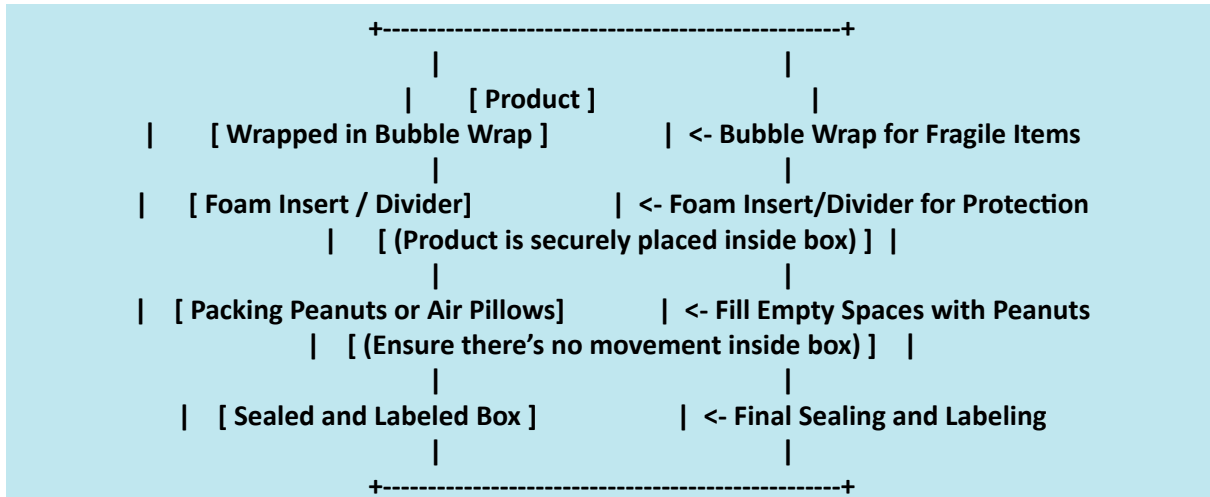 +---------------------------------------------------+
| |
| [ Product ] |
| [ Wrapped in Bubble Wrap ] | <- Bubble Wrap for Fragile Items
| |
| [ Foam Insert / Divider] | <- Foam Insert/Divider for Protection
| [ (Product is securely placed inside box) ] |
| |
| [ Packing Peanuts or Air Pillows] | <- Fill Empty Spaces with Peanuts
| [ (Ensure there’s no movement inside box) ] |
| |
| [ Sealed and Labeled Box ] | <- Final Sealing and Labeling
| |
+---------------------------------------------------+